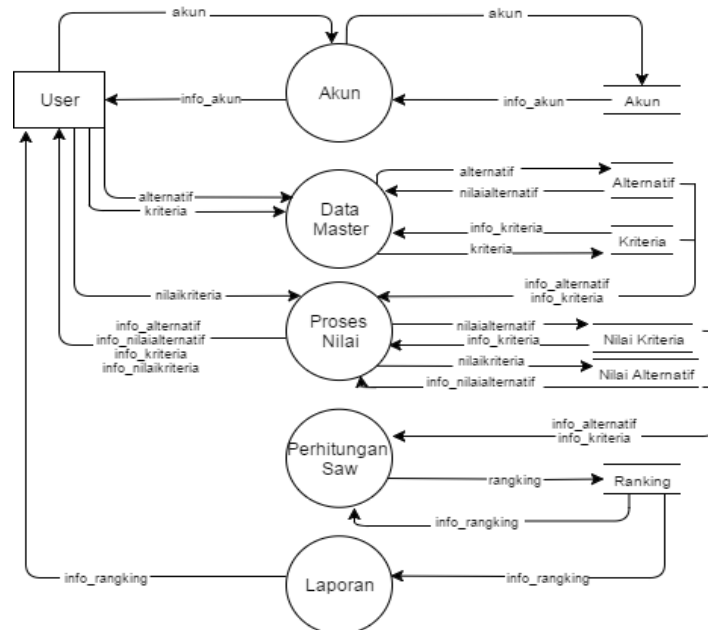 akun
akun
User
info_akun
Akun
info_akun
Akun
alternatif
kriteria
Data
Master
alternatif
nilaialternatif
Alternatif
info_kriteria
kriteria
Kriteria
nilaikriteria
info_alternatif
info_kriteria
info_alternatif
info_nilaialternatif
info_kriteria
info_nilaikriteria
Proses
Nilai
nilaialternatif
info_kriteria
Nilai Kriteria
nilaikriteria
info_nilaialternatif
Nilai Alternatif
Perhitungan
Saw
info_alternatif
info_kriteria
rangking
Ranking
info_rangking
info_rangking
Laporan
info_rangking